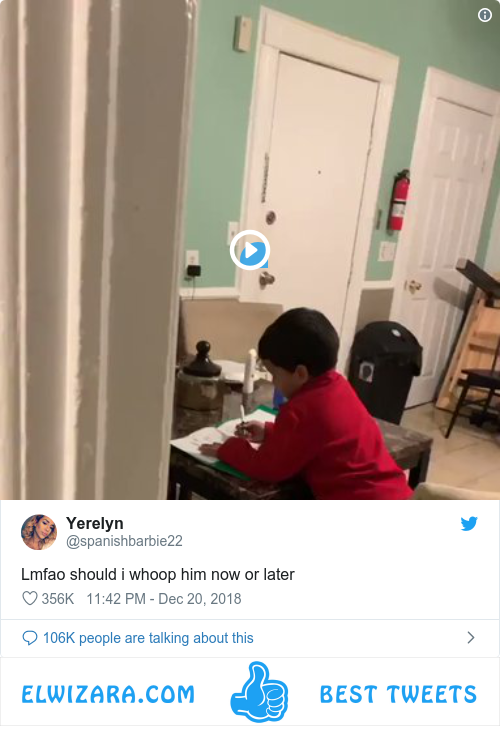 Yerelyn
@spanishbarbie22
Lmfao should i whoop him now or later
356K 11:42 PM - Dec 20, 2018
106K people are talking about this
ELWIZARA.COM BEST TWEETS